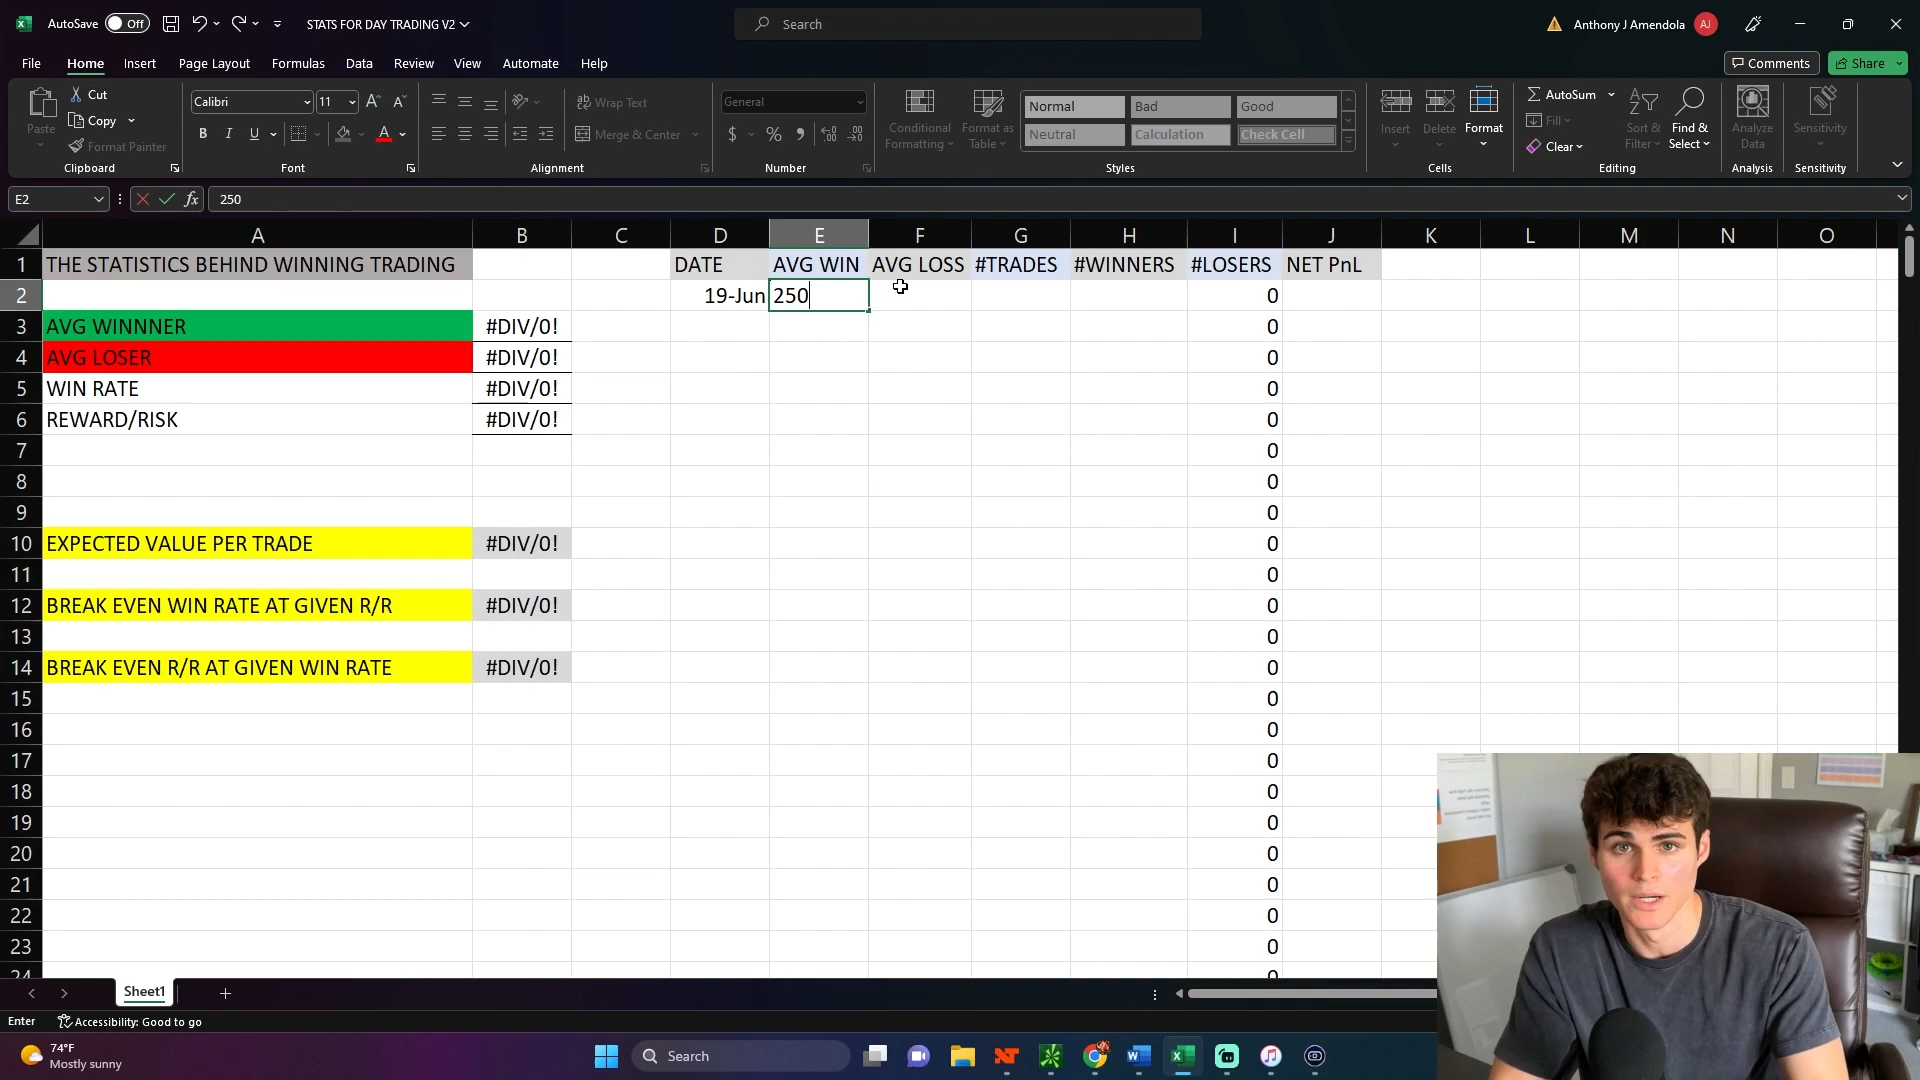 AutoSave Off STATS FOR DAY TRADING V2 Search Anthony J Amendola AJ
File Home Insert Page Layout Formulas Data Review View Automate Help Comments Share
Paste Cut Copy Format Painter Clipboard
Calibri 11 B I U A Font
Wrap Text Merge & Center Alignment
General $ % Number
Conditional Formatting Format as Table Normal Bad Good Neutral Calculation Check Cell Styles
Insert Delete Format Cells
AutoSum Fill Clear Sort & Filter Find & Select Editing
Analyze Data Analysis
Sensitivity Sensitivity
E2 fx 250
A B C D E F G H I J K L M N O
1 THE STATISTICS BEHIND WINNING TRADING DATE AVG WIN AVG LOSS #TRADES #WINNERS #LOSERS NET PnL
2 19-Jun 250 0
3 AVG WINNNER #DIV/0! 0
4 AVG LOSER #DIV/0! 0
5 WIN RATE #DIV/0! 0
6 REWARD/RISK #DIV/0! 0
7 0
8 0
9 0
10 EXPECTED VALUE PER TRADE #DIV/0! 0
11 0
12 BREAK EVEN WIN RATE AT GIVEN R/R #DIV/0! 0
13 0
14 BREAK EVEN R/R AT GIVEN WIN RATE #DIV/0! 0
15 0
16 0
17 0
18 0
19 0
20 0
21 0
22 0
23 0
24 0
Sheet1
Enter Accessibility: Good to go
74°F
Mostly sunny
Search